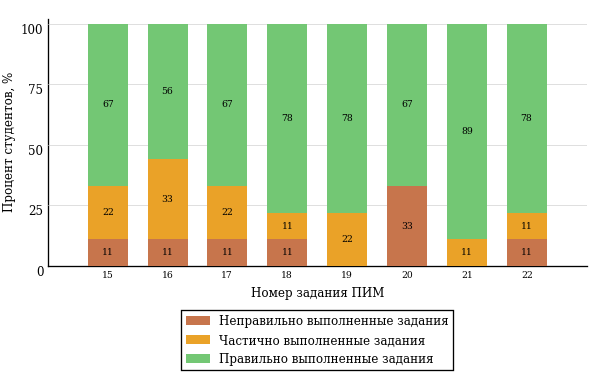 100
75
50
25
0
Процент студентов, %
67 56 67 78 78 67 89 78
22 33 22 11 22 11 11
11 11 11 11 33 11
15 16 17 18 19 20 21 22
Номер задания ПИМ
Неправильно выполненные задания
Частично выполненные задания
Правильно выполненные задания